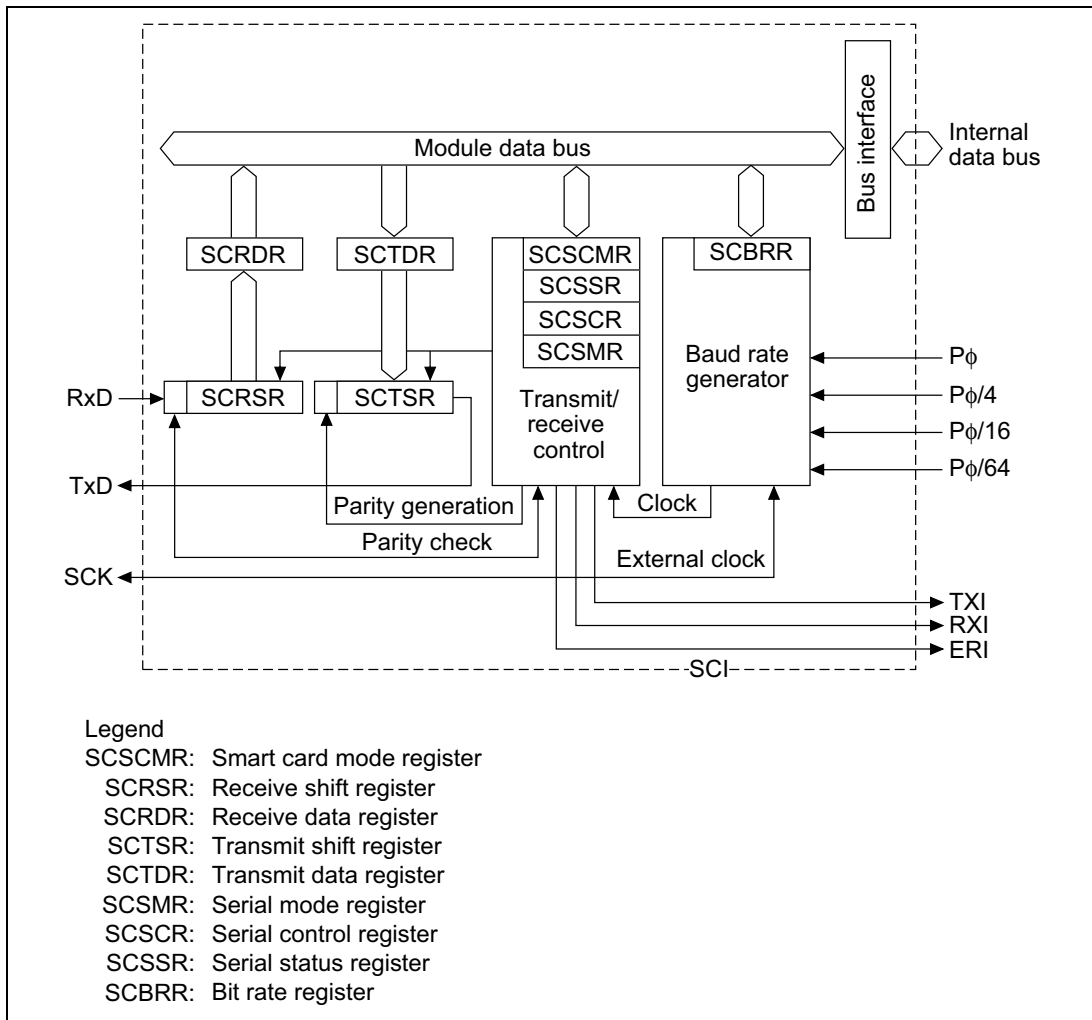 Module data bus
Bus interface
Internal
data bus
SCRDR
SCTDR
SCSCMR
SCSSR
SCSCR
SCSMR
SCBRR
Baud rate
generator
Pφ
Pφ/4
Pφ/16
Pφ/64
RxD
SCRSR
SCTSR
Transmit/
receive
control
TxD
Parity generation
Clock
Parity check
External clock
SCK
TXI
RXI
ERI
SCI
Legend
SCSCMR: Smart card mode register
SCRSR: Receive shift register
SCRDR: Receive data register
SCTSR: Transmit shift register
SCTDR: Transmit data register
SCSMR: Serial mode register
SCSCR: Serial control register
SCSSR: Serial status register
SCBRR: Bit rate register